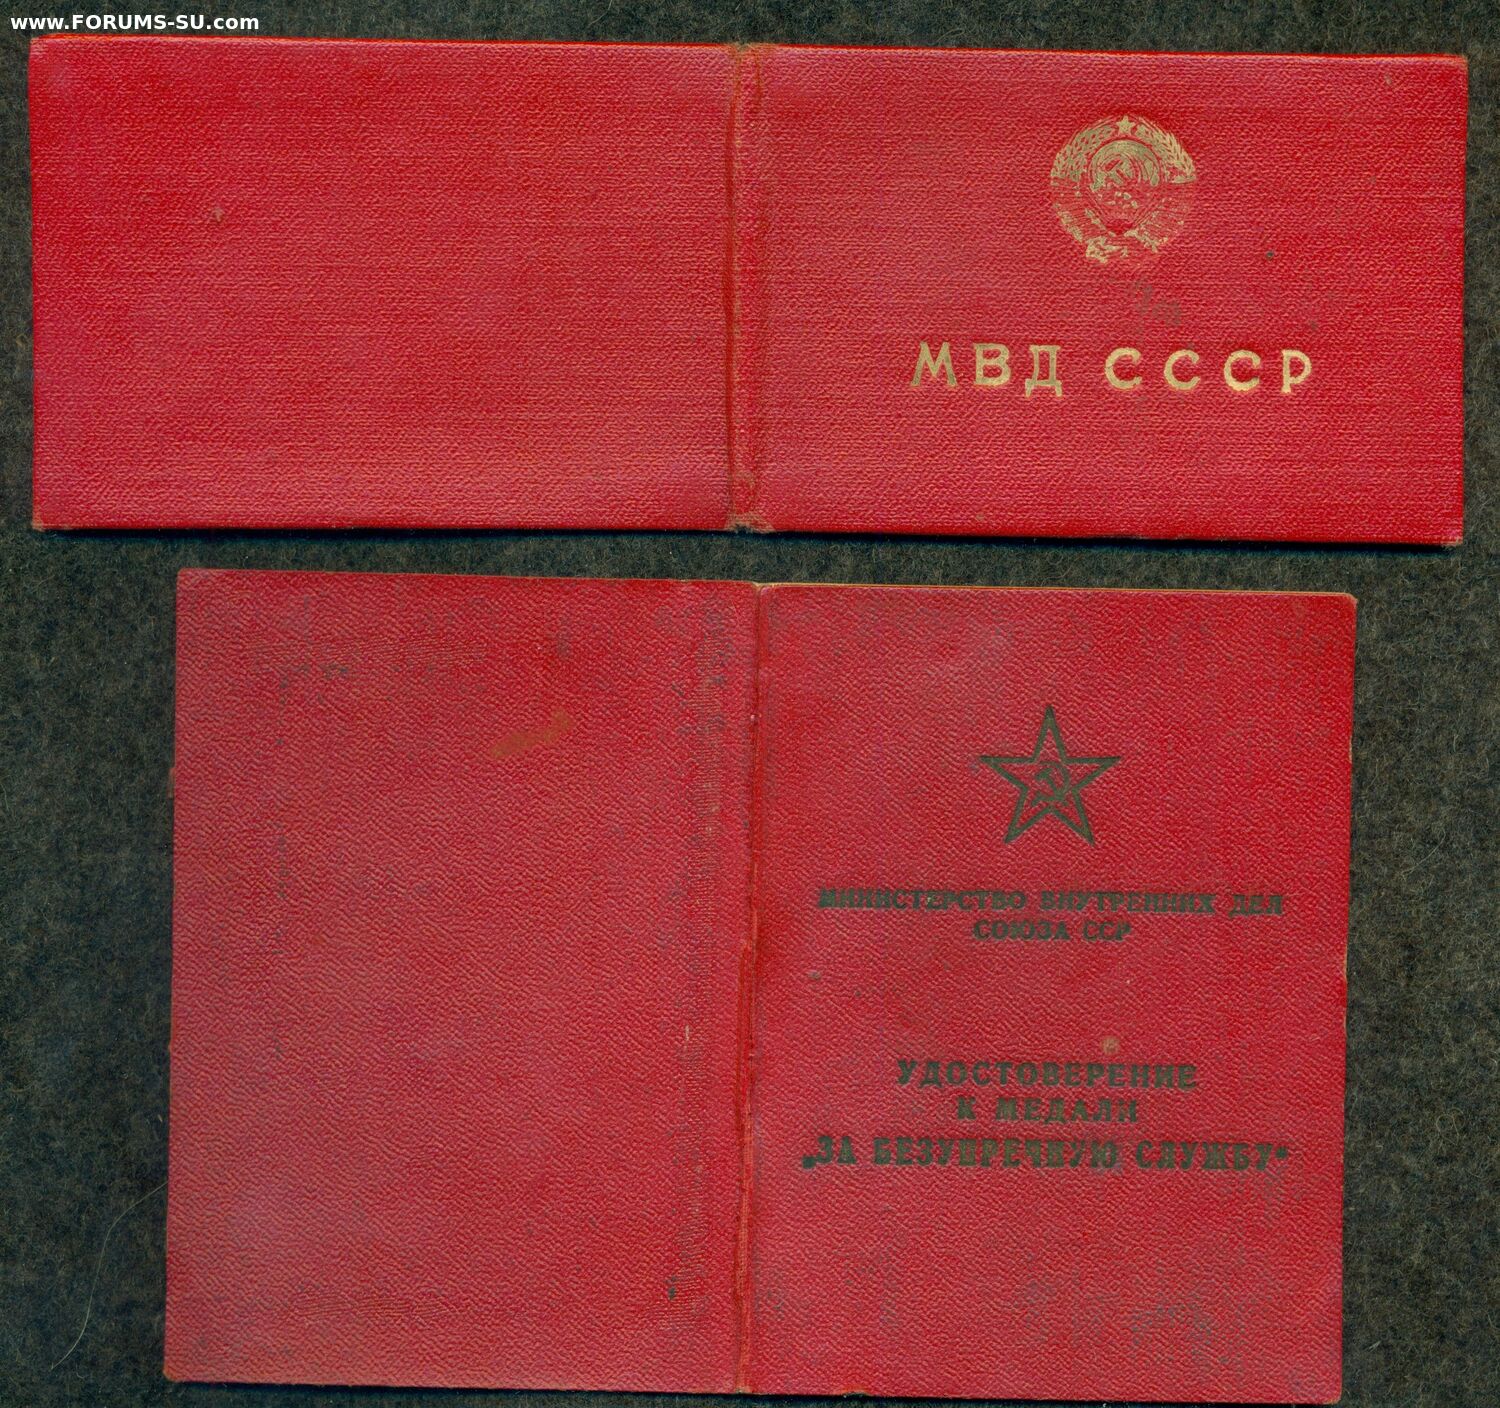 www.FORUMS-SU.com
МВД СССР
МИНИСТЕРСТВО ВНУТРЕННИХ ДЕЛ
СОЮЗА ССР
УДОСТОВЕРЕНИЕ
К МЕДАЛИ
„ЗА БЕЗУПРЕЧНУЮ СЛУЖБУ“